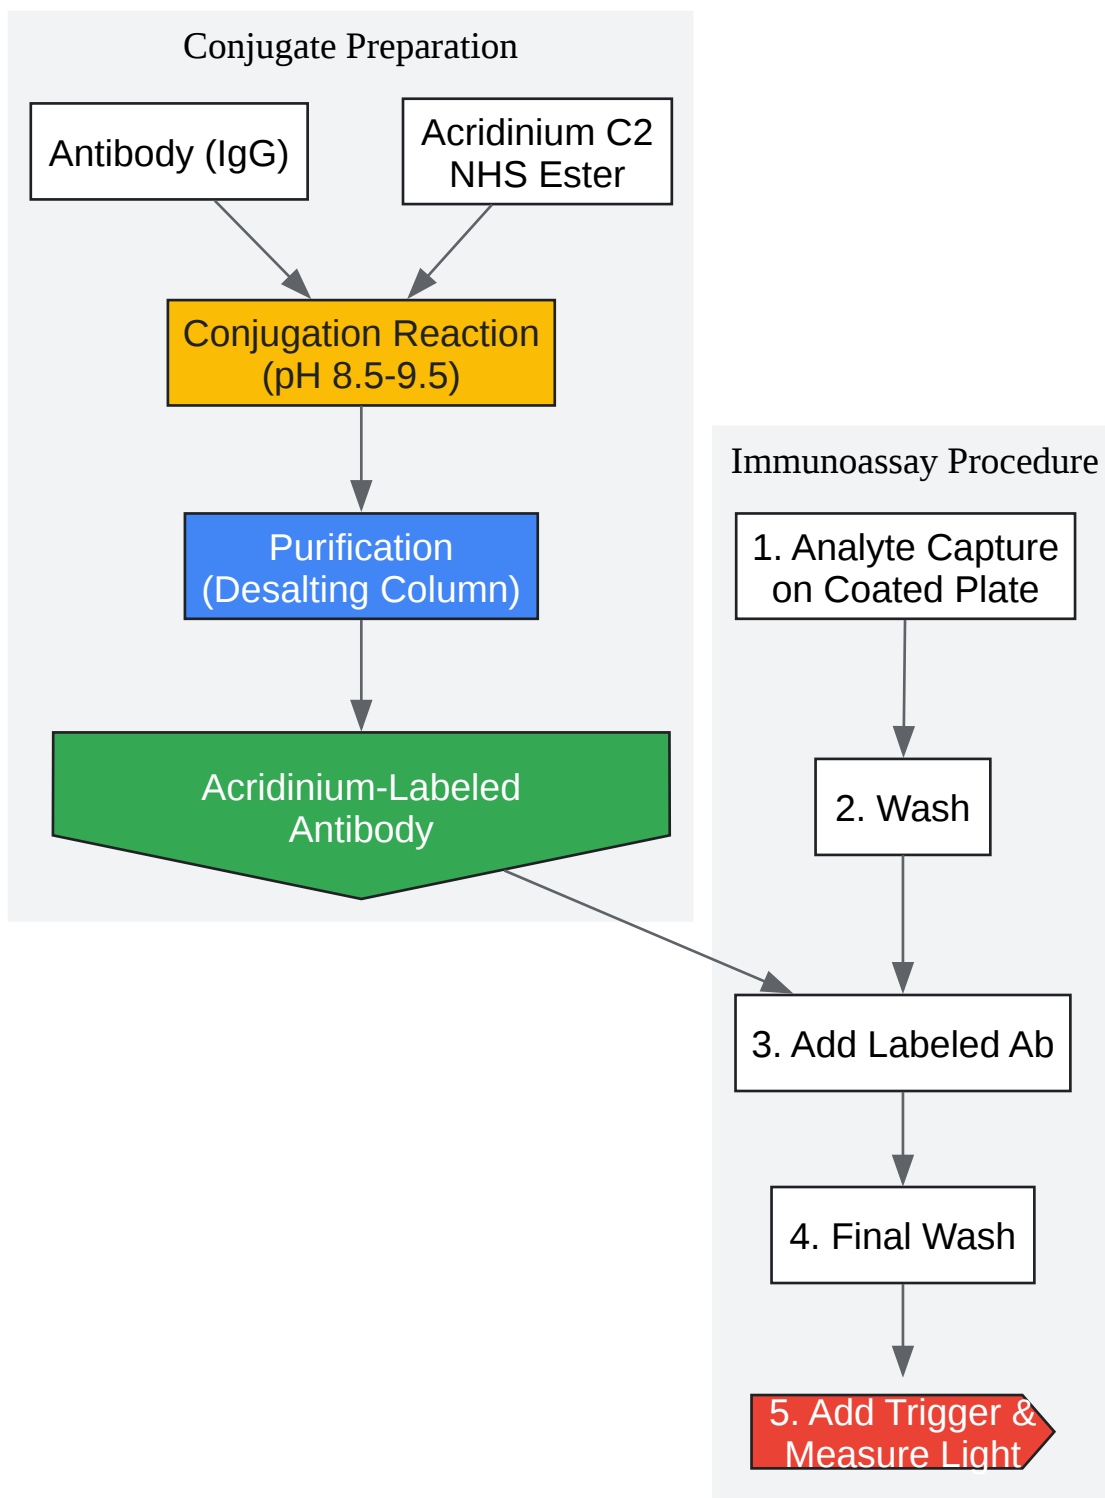 Conjugate Preparation
Antibody (IgG)
Acridinium C2
NHS Ester
Conjugation Reaction
(pH 8.5-9.5)
Purification
(Desalting Column)
Acridinium-Labeled
Antibody
Immunoassay Procedure
1. Analyte Capture
on Coated Plate
2. Wash
3. Add Labeled Ab
4. Final Wash
5. Add Trigger &
Measure Light